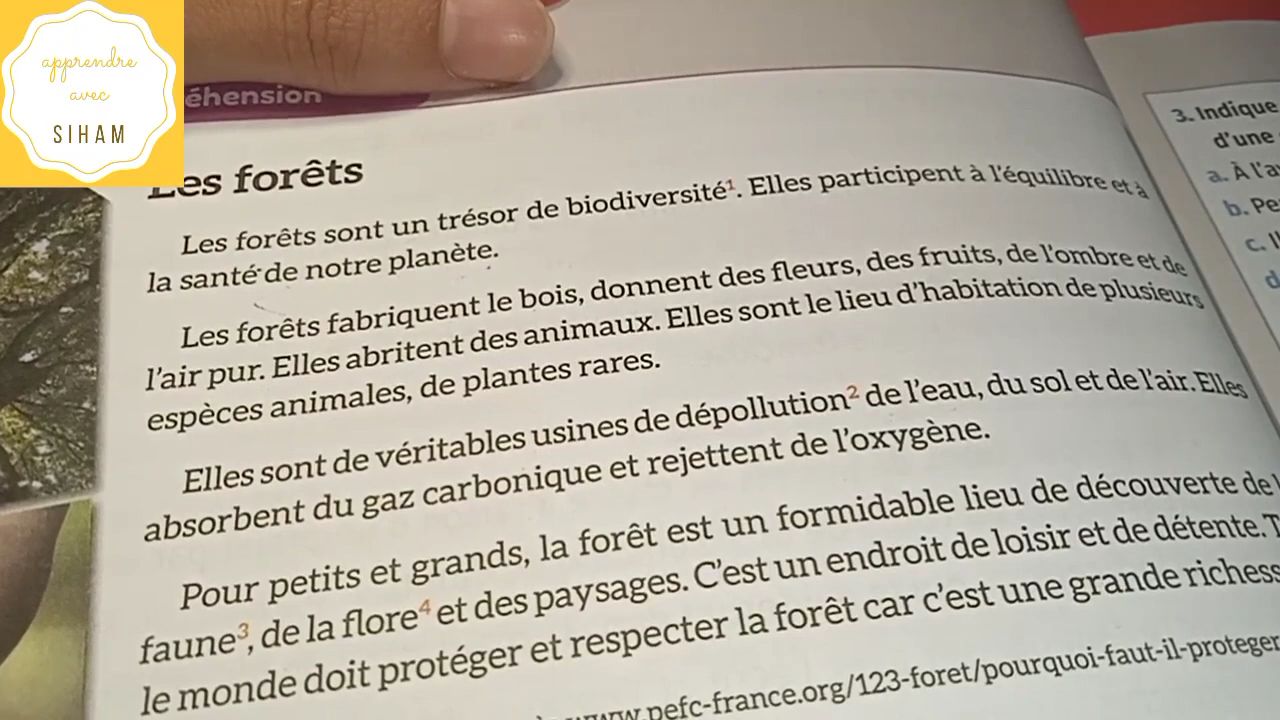 apprendre
avec
SIHAM
éhension
Les forêts
Les forêts sont un trésor de biodiversité¹. Elles participent à l'équilibre et à
la santé de notre planète.
Les forêts fabriquent le bois, donnent des fleurs, des fruits, de l'ombre et de
l'air pur. Elles abritent des animaux. Elles sont le lieu d'habitation de plusieurs
espèces animales, de plantes rares.
Elles sont de véritables usines de dépollution² de l'eau, du sol et de l'air. Elles
absorbent du gaz carbonique et rejettent de l'oxygène.
Pour petits et grands, la forêt est un formidable lieu de découverte de l
faune³, de la flore⁴ et des paysages. C'est un endroit de loisir et de détente. T
le monde doit protéger et respecter la forêt car c'est une grande richess
www.pefc-france.org/123-foret/pourquoi-faut-il-proteger
3. Indique
d'une
a. À l'a
b. Pe
c.
d